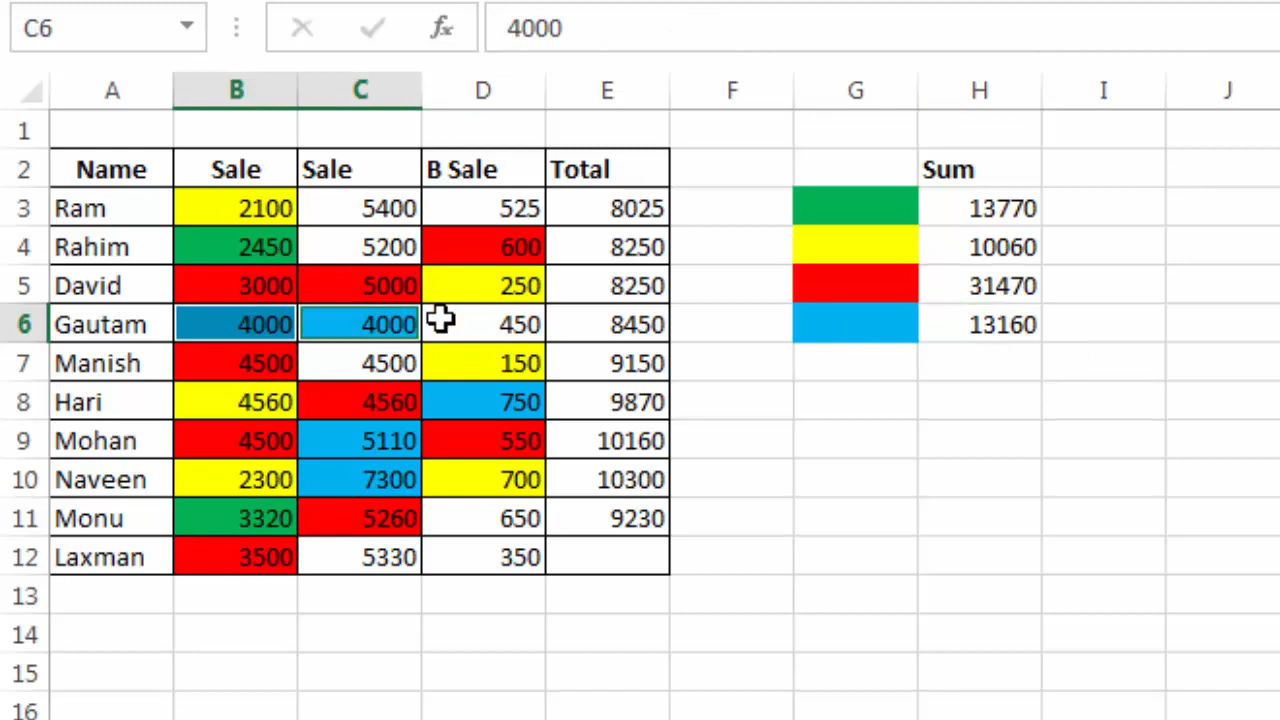 C6 fx 4000
A B C D E F G H I J
1
2 Name Sale Sale B Sale Total Sum
3 Ram 2100 5400 525 8025 13770
4 Rahim 2450 5200 600 8250 10060
5 David 3000 5000 250 8250 31470
6 Gautam 4000 4000 450 8450 13160
7 Manish 4500 4500 150 9150
8 Hari 4560 4560 750 9870
9 Mohan 4500 5110 550 10160
10 Naveen 2300 7300 700 10300
11 Monu 3320 5260 650 9230
12 Laxman 3500 5330 350
13
14
15
16